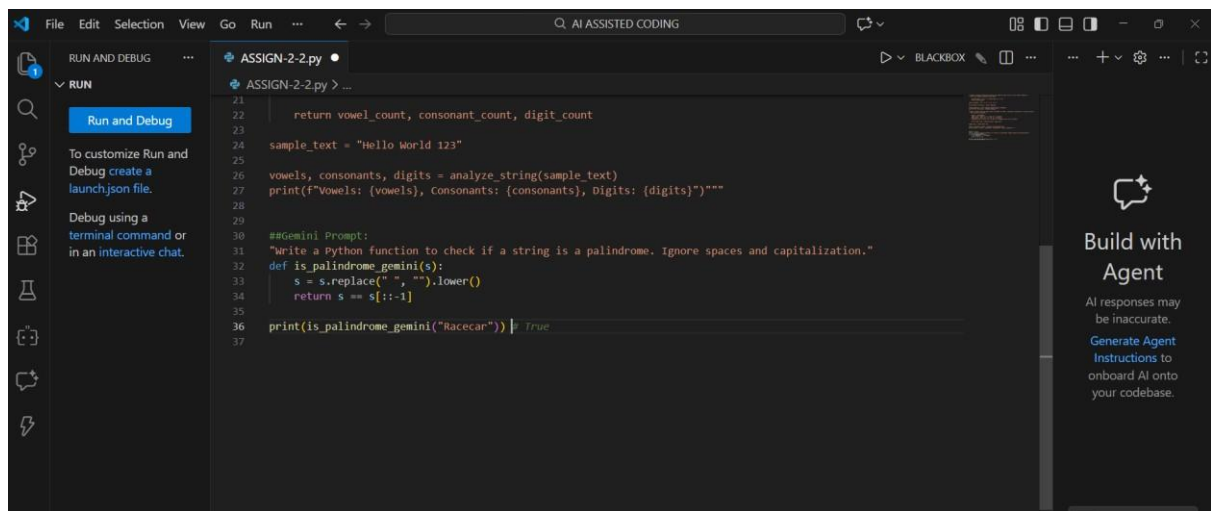 File Edit Selection View Go Run ... AI ASSISTED CODING
RUN AND DEBUG ...
RUN
Run and Debug
To customize Run and
Debug create a
launch.json file.
Debug using a
terminal command or
in an interactive chat.
1
ASSIGN-2-2.py
BLACKBOX
ASSIGN-2-2.py > ...
21
22 return vowel_count, consonant_count, digit_count
23
24 sample_text = "Hello World 123"
25
26 vowels, consonants, digits = analyze_string(sample_text)
27 print(f"Vowels: {vowels}, Consonants: {consonants}, Digits: {digits}")"""
28
29
30 ##Gemini Prompt:
31 "Write a Python function to check if a string is a palindrome. Ignore spaces and capitalization."
32 def is_palindrome_gemini(s):
33 s = s.replace(" ", "").lower()
34 return s == s[::-1]
35
36 print(is_palindrome_gemini("Racecar")) # True
37
Build with
Agent
AI responses may
be inaccurate.
Generate Agent
Instructions to
onboard AI onto
your codebase.